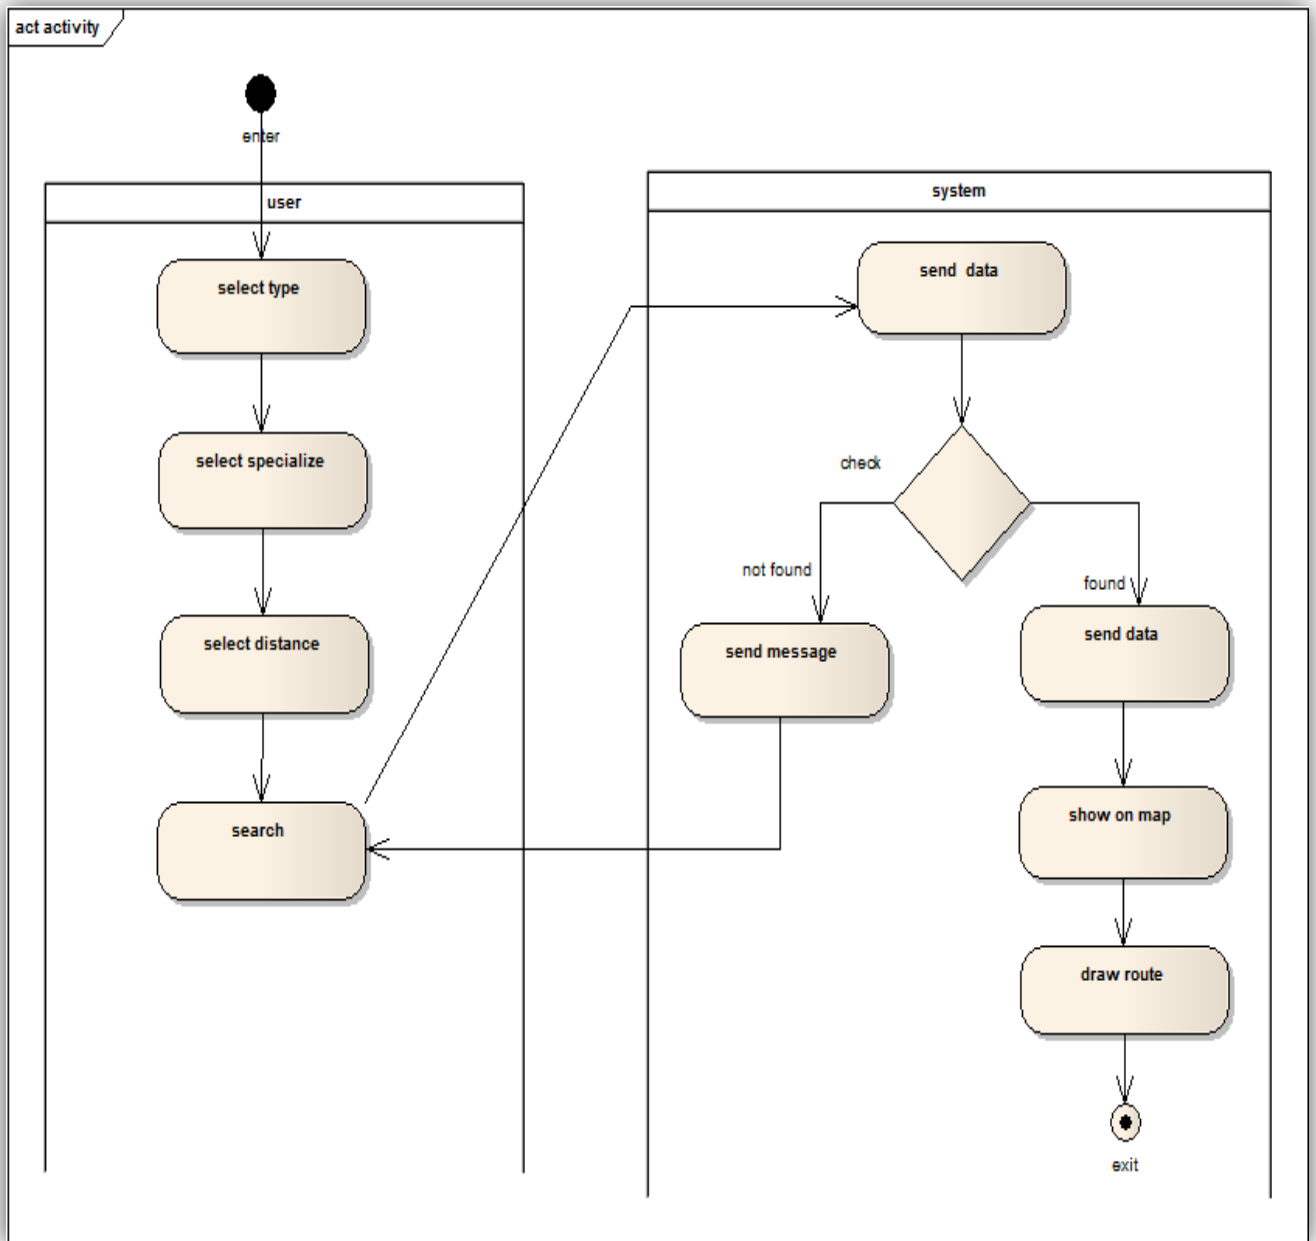 act activity
enter
user
select type
select specialize
select distance
search
system
send data
check
not found
found
send message
send data
show on map
draw route
exit